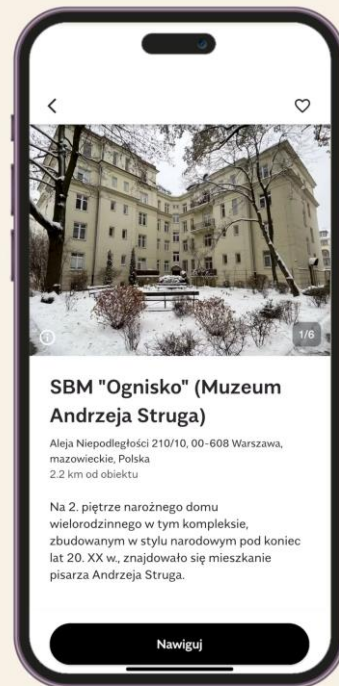 1/6
SBM "Ognisko" (Muzeum
Andrzeja Struga)
Aleja Niepodległości 210/10, 00-608 Warszawa,
mazowieckie, Polska
2.2 km od obiektu
Na 2. piętrze narożnego domu
wielorodzinnego w tym kompleksie,
zbudowanym w stylu narodowym pod koniec
lat 20. XX w., znajdowało się mieszkanie
pisarza Andrzeja Struga.
Nawiguj